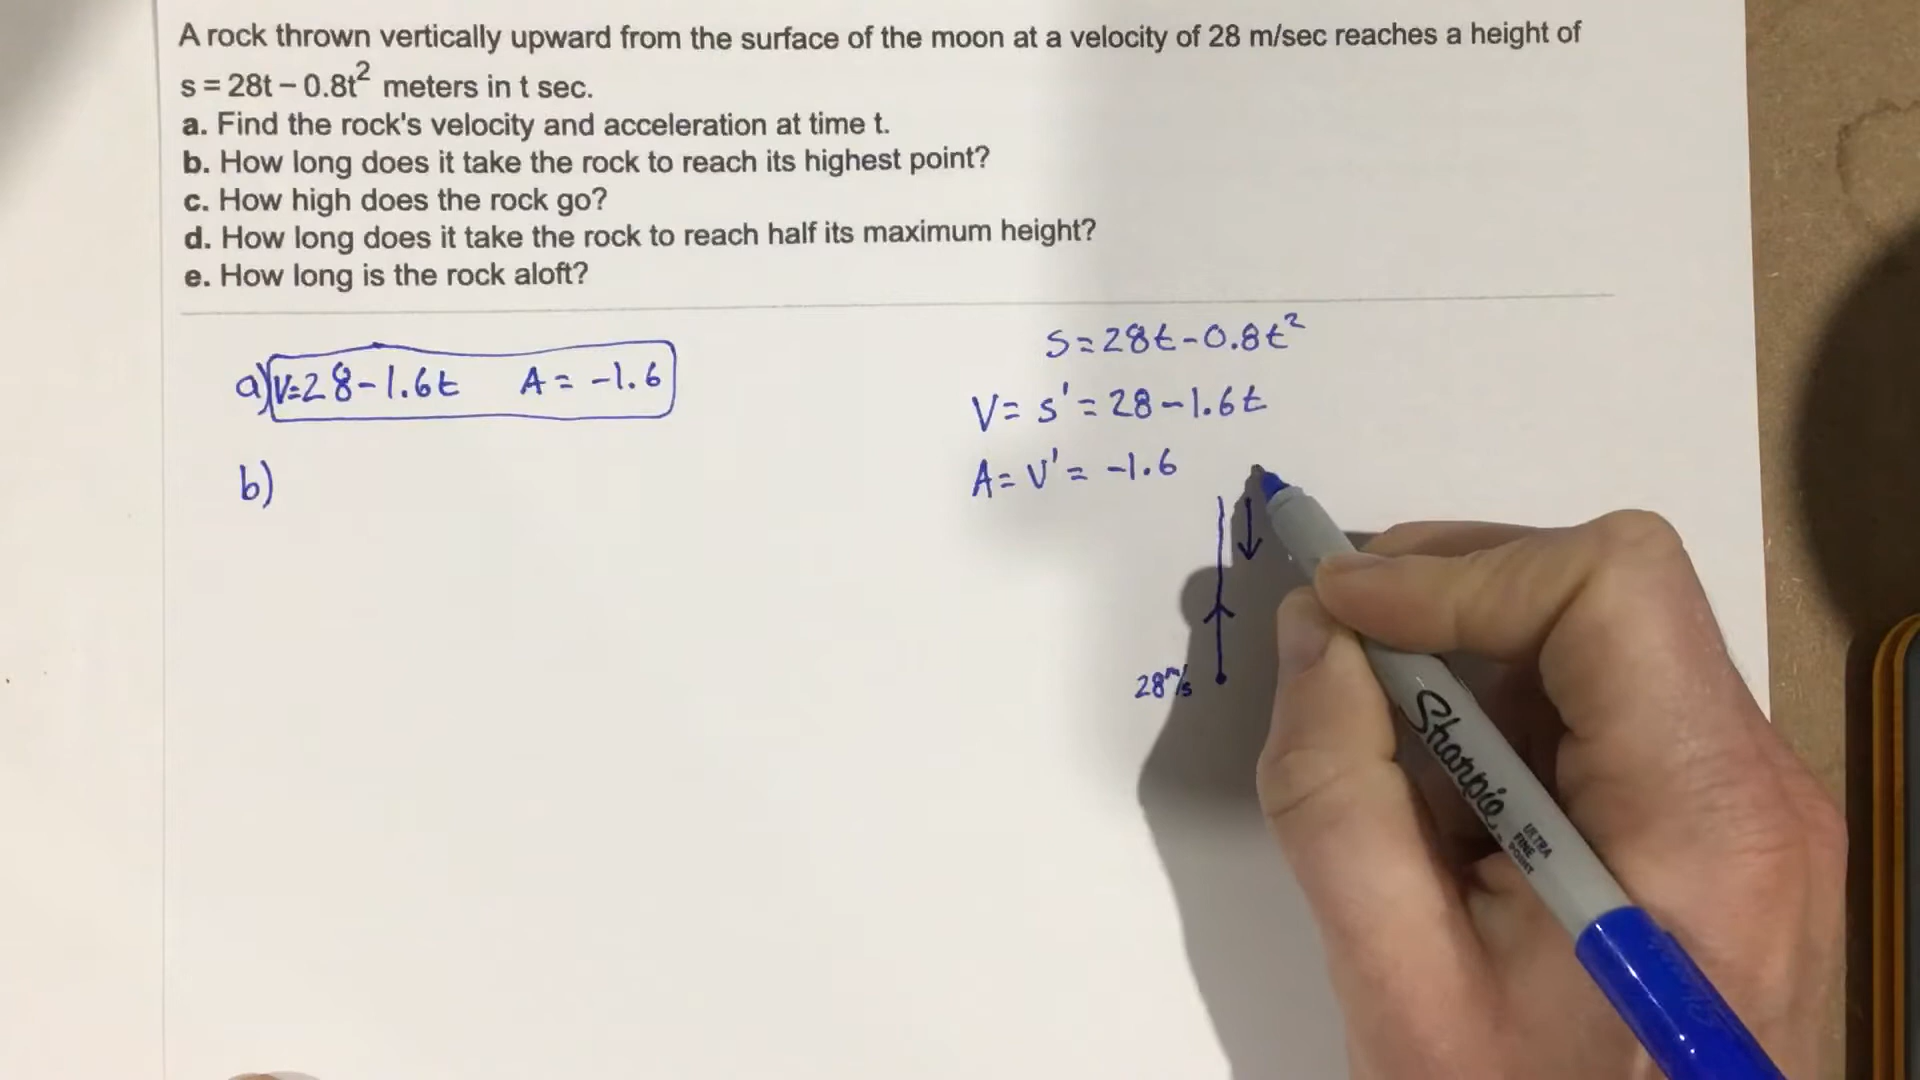 A rock thrown vertically upward from the surface of the moon at a velocity of 28 m/sec reaches a height of
s = 28t – 0.8t² meters in t sec.
a. Find the rock's velocity and acceleration at time t.
b. How long does it take the rock to reach its highest point?
c. How high does the rock go?
d. How long does it take the rock to reach half its maximum height?
e. How long is the rock aloft?
a) V=28-1.6t A = -1.6
b)
S=28t-0.8t²
V= s'= 28-1.6t
A= V'= -1.6
28 m/s
Sharpie
ULTRA
FINE
POINT